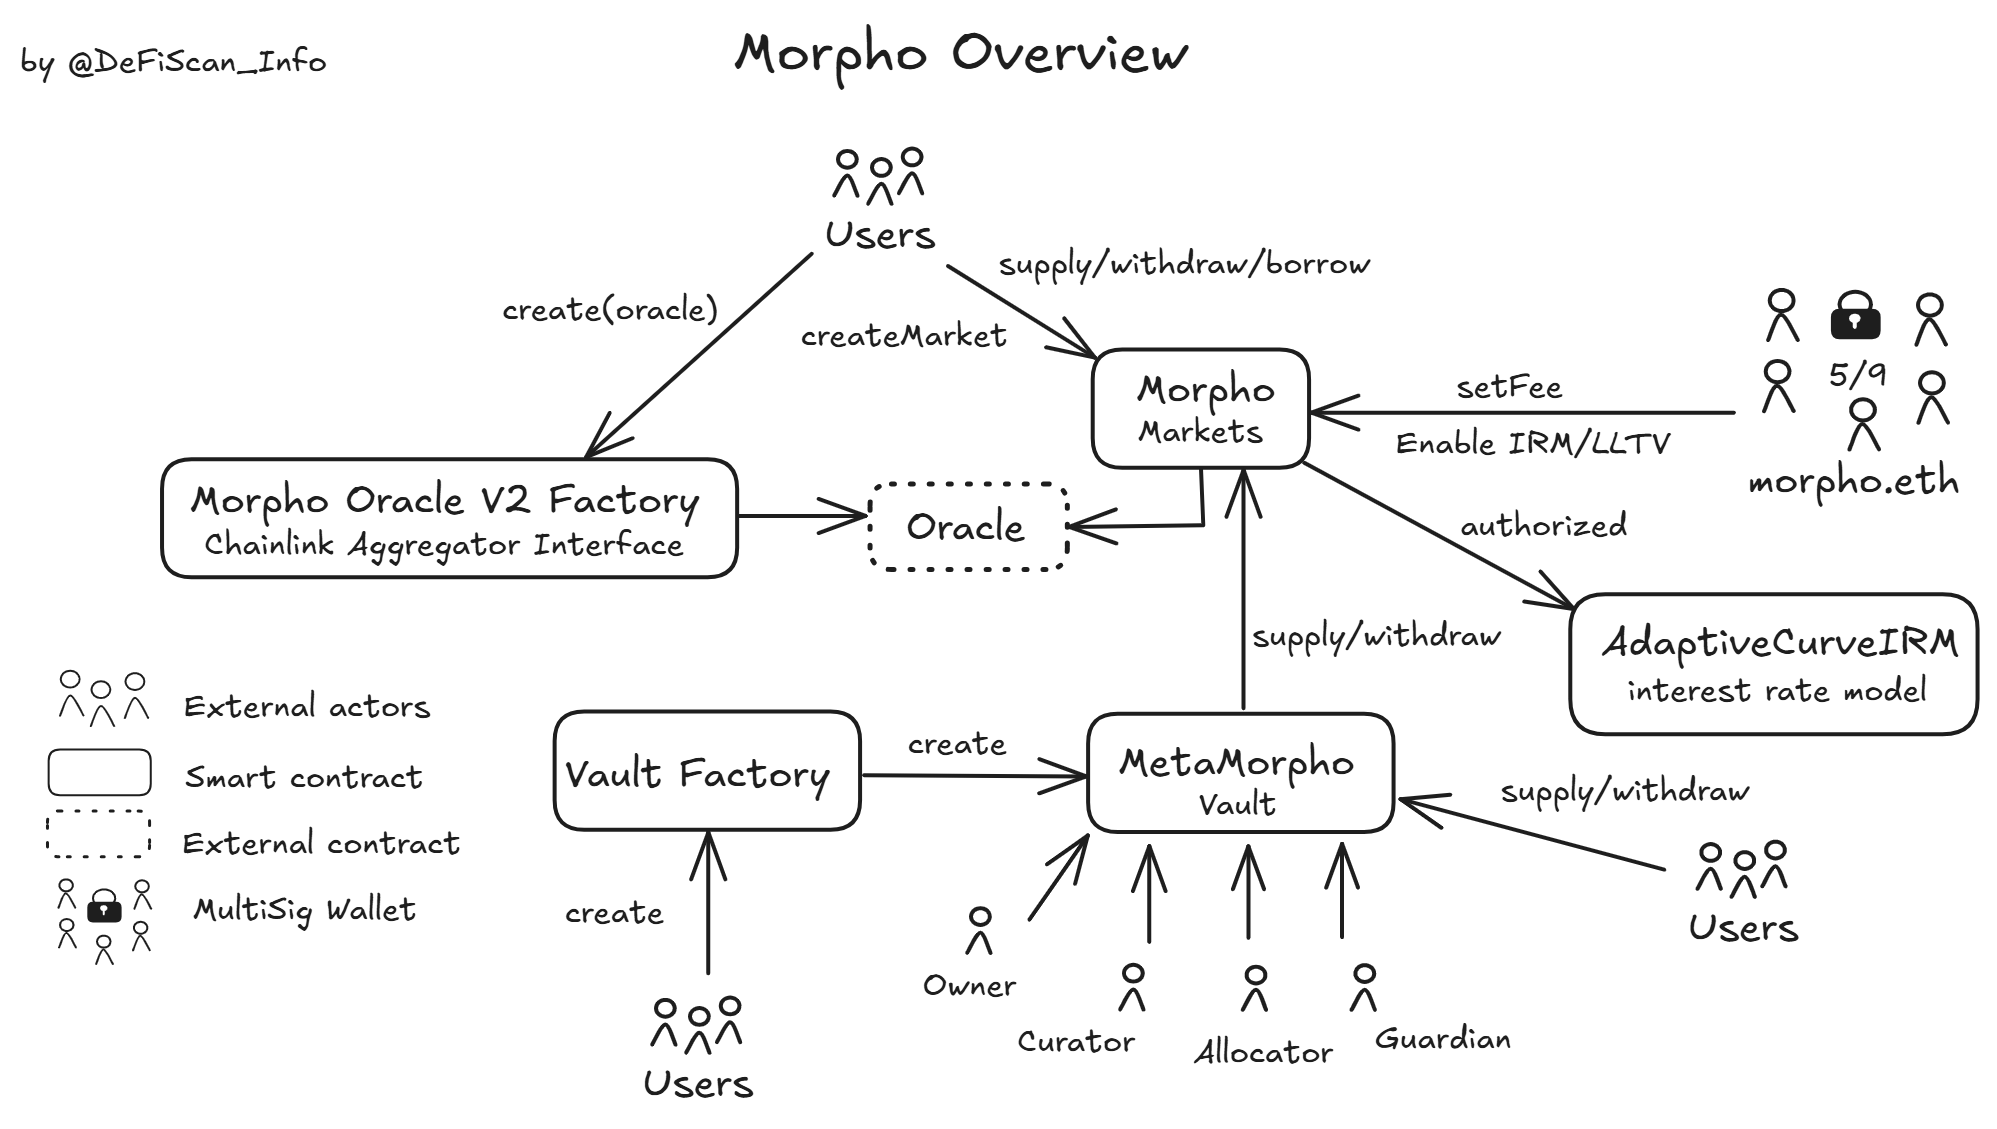 by @DeFiScan_Info
Morpho Overview
Users
create(oracle)
supply/withdraw/borrow
createMarket
Morpho
Markets
setFee
Enable IRM/LLTV
5/9
morpho.eth
Morpho Oracle V2 Factory
Chainlink Aggregator Interface
Oracle
authorized
AdaptiveCurveIRM
interest rate model
supply/withdraw
External actors
Smart contract
External contract
MultiSig Wallet
Vault Factory
create
MetaMorpho
Vault
supply/withdraw
Users
create
Users
Owner
Curator
Allocator
Guardian